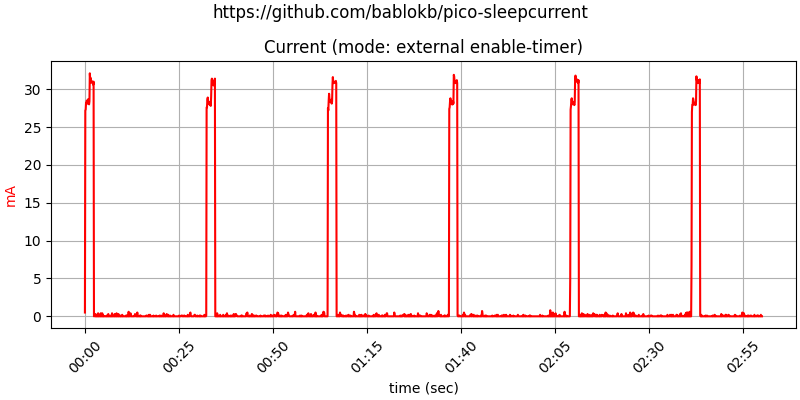 https://github.com/bablokb/pico-sleepcurrent
Current (mode: external enable-timer)
30
25
20
15
10
5
0
mA
00:00 00:25 00:50 01:15 01:40 02:05 02:30 02:55
time (sec)